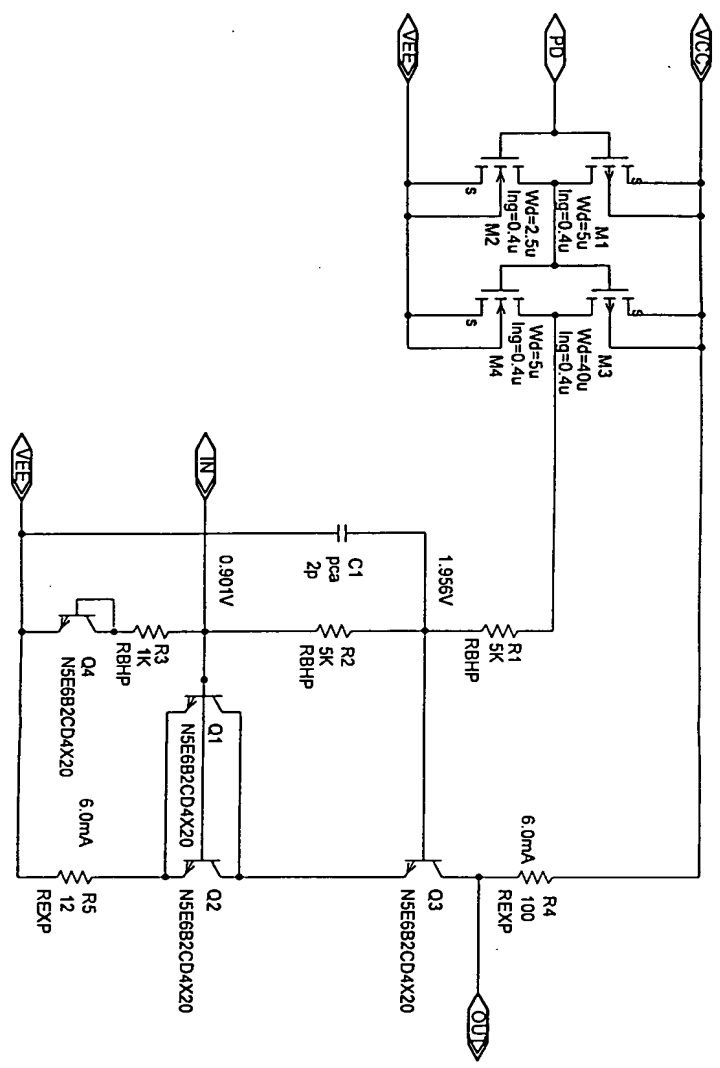 VCC
PD
VEE
S
M1
Wd=5u
lng=0.4u
S
Wd=2.5u
lng=0.4u
M2
S
M3
Wd=40u
lng=0.4u
S
Wd=5u
lng=0.4u
M4
IN
VEE
1.956V
0.901V
C1
pca
2p
R1
5K
RBHP
R2
5K
RBHP
R3
1K
RBHP
Q4
N5E6B2CD4X20
Q1
N5E6B2CD4X20
6.0mA
R4
100
REXP
Q3
N5E6B2CD4X20
Q2
N5E6B2CD4X20
6.0mA
R5
12
REXP
OUT